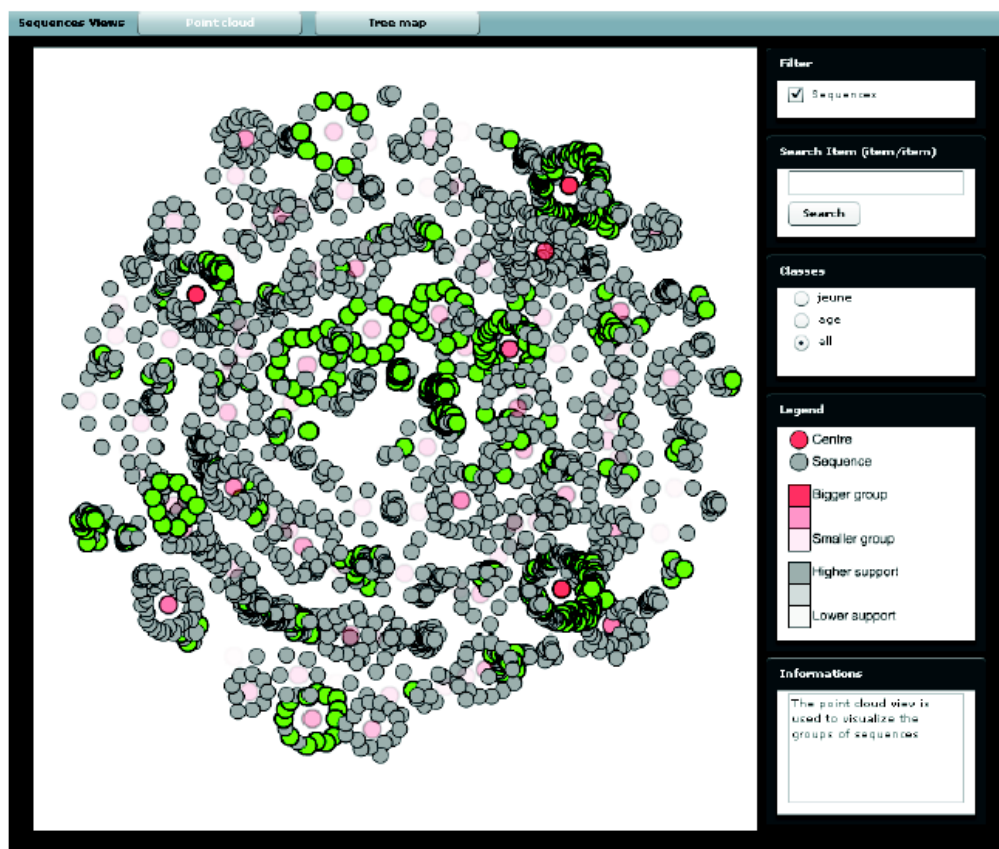 Sequences Views
Point cloud
Tree map
Filter
Sequences
Search Item (item/item)
Search
Classes
jeune
age
all
Legend
Centre
Sequence
Bigger group
Smaller group
Higher support
Lower support
Informations
The point cloud view is
used to visualize the
groups of sequences